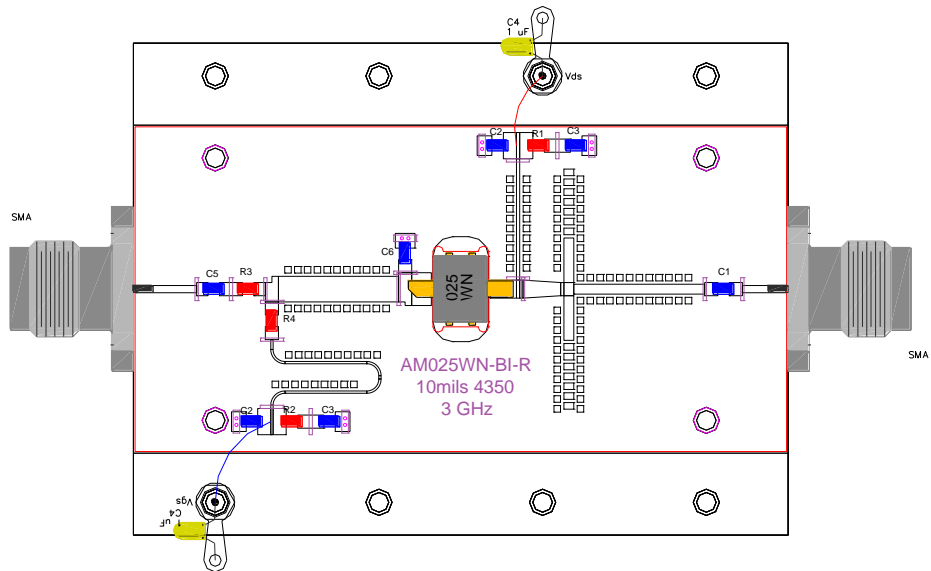 C4
1 uF
Vds
C2 R1 C3
SMA
C6
C5 R3
025
WN
C1
R4
SMA
AM025WN-BI-R
10mils 4350
3 GHz
C2 R2 C3
Vgs
C4
1 uF